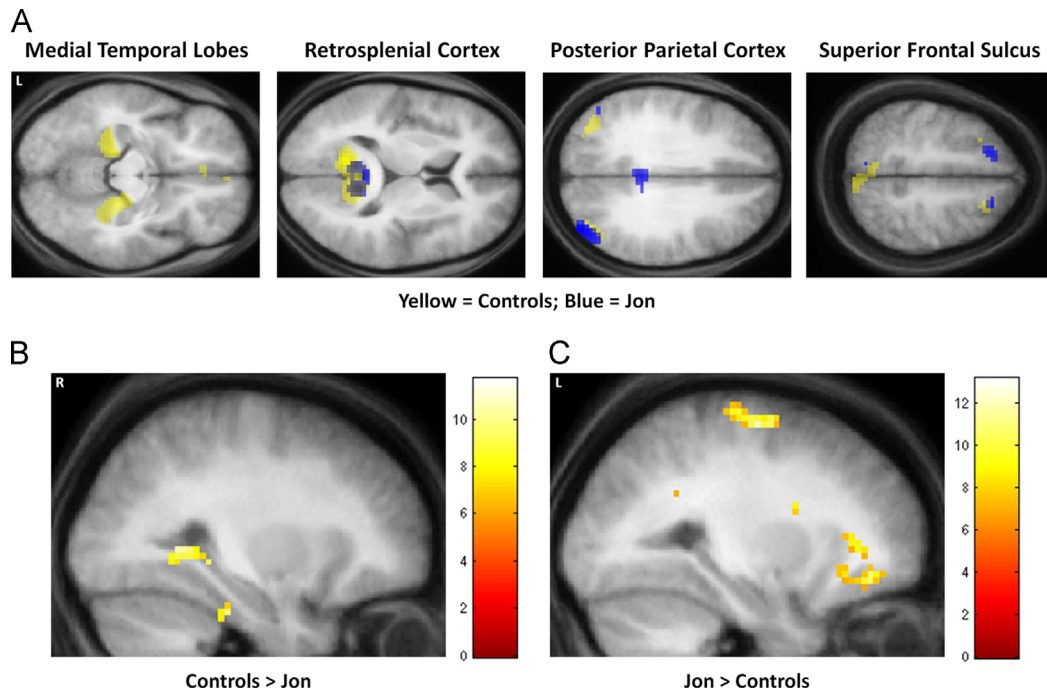 A
Medial Temporal Lobes
Retrosplenial Cortex
Posterior Parietal Cortex
Superior Frontal Sulcus
L
Yellow = Controls; Blue = Jon
B
R
10
8
6
4
2
0
Controls > Jon
C
L
12
10
8
6
4
2
0
Jon > Controls